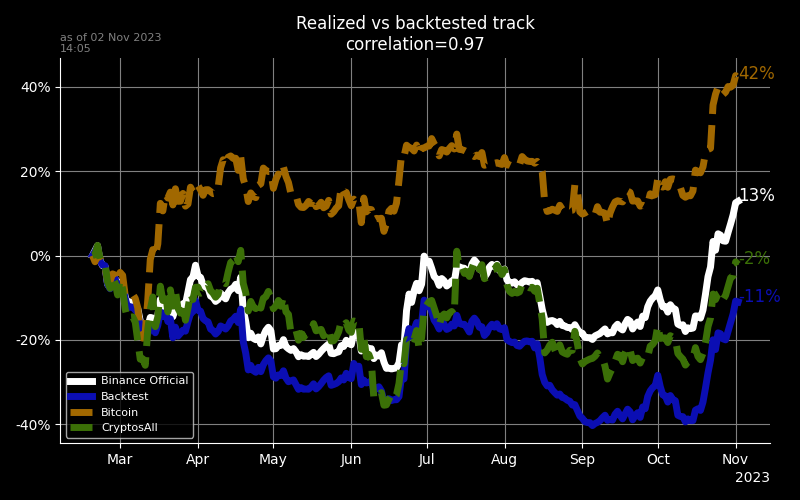 Realized vs backtested track
correlation=0.97
as of 02 Nov 2023
14:05
40%
20%
0%
-20%
-40%
42%
13%
-2%
-11%
Binance Official
Backtest
Bitcoin
CryptosAll
Mar Apr May Jun Jul Aug Sep Oct Nov
2023